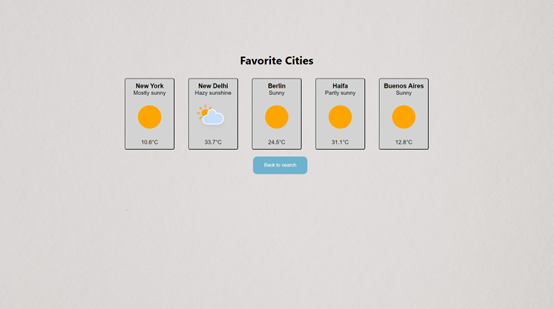 Favorite Cities
New York
Mostly sunny
10.6°C
New Delhi
Hazy sunshine
33.7°C
Berlin
Sunny
24.5°C
Haifa
Partly sunny
31.1°C
Buenos Aires
Sunny
12.8°C
Back to search